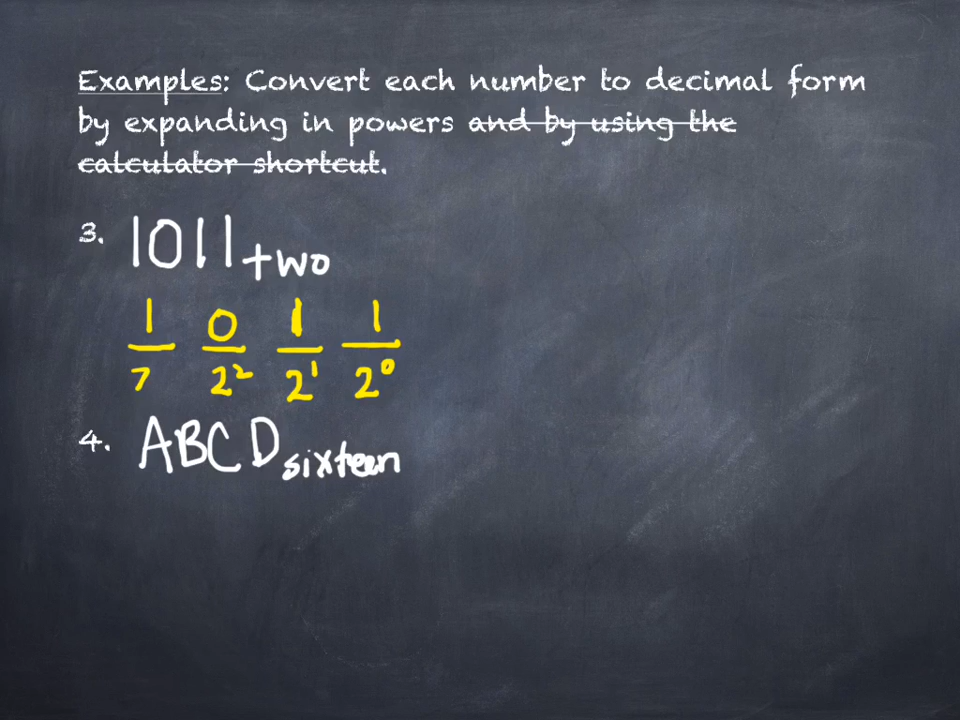 Examples: Convert each number to decimal form
by expanding in powers and by using the
calculator shortcut.
3. 1011two
1 0 1 1
7 2² 2¹ 2⁰
4. ABCDsixteen